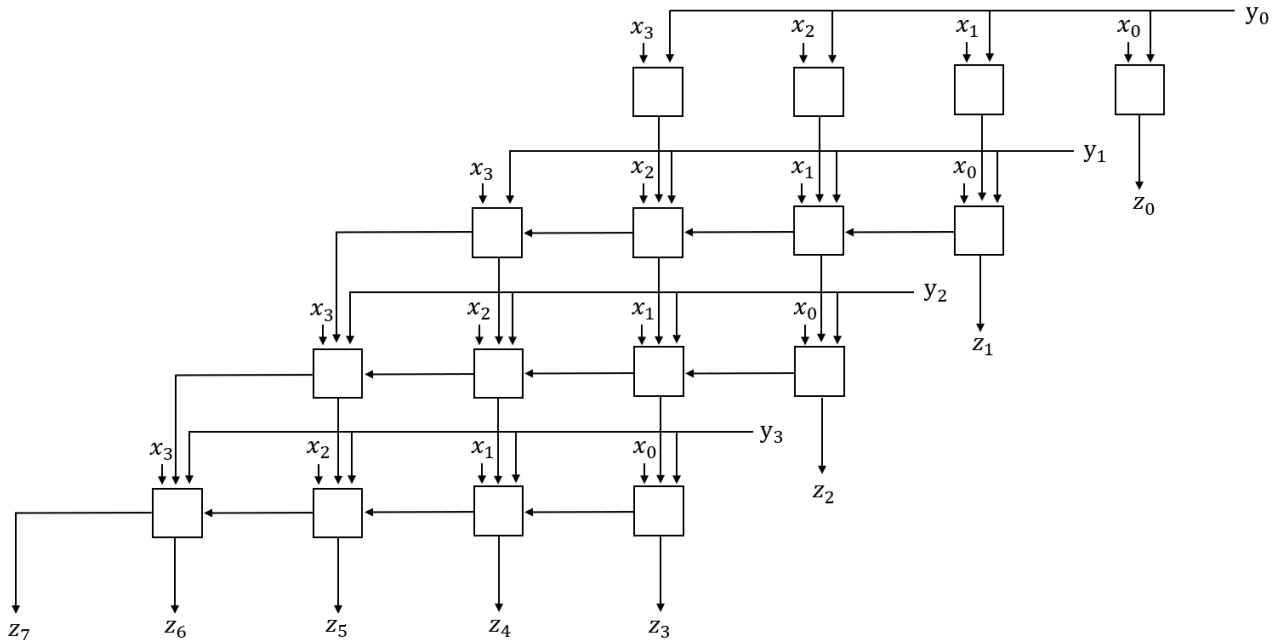 y₀
x₃ x₂ x₁ x₀
y₁
x₃ x₂ x₁ x₀
z₀
y₂
x₃ x₂ x₁ x₀
z₁
y₃
x₃ x₂ x₁ x₀
z₂
z₇ z₆ z₅ z₄ z₃